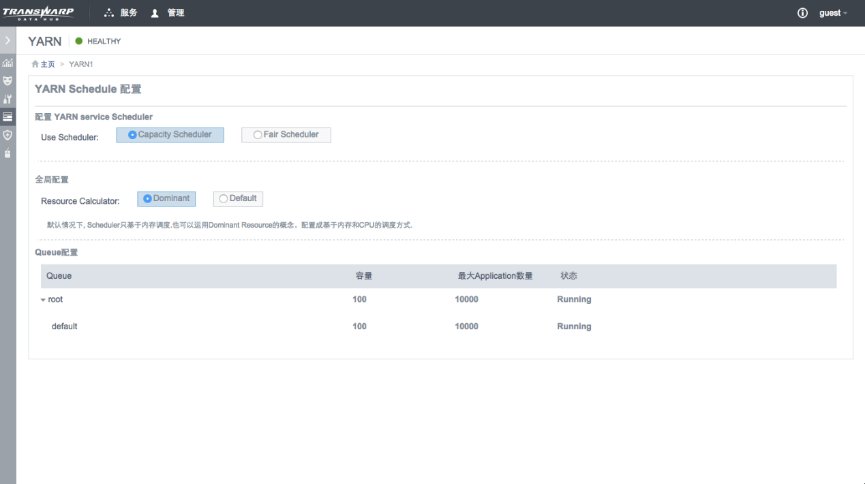 TRANSWARP
DATA HUB
服务
管理
guest
YARN
HEALTHY
主页 > YARN1
YARN Schedule 配置
配置 YARN service Scheduler
Use Scheduler: Capacity Scheduler Fair Scheduler
全局配置
Resource Calculator: Dominant Default
默认情况下, Scheduler只基于内存调度,也可以运用Dominant Resource的概念，配置成基于内存和CPU的调度方式.
Queue配置
Queue 容量 最大Application数量 状态
root 100 10000 Running
default 100 10000 Running